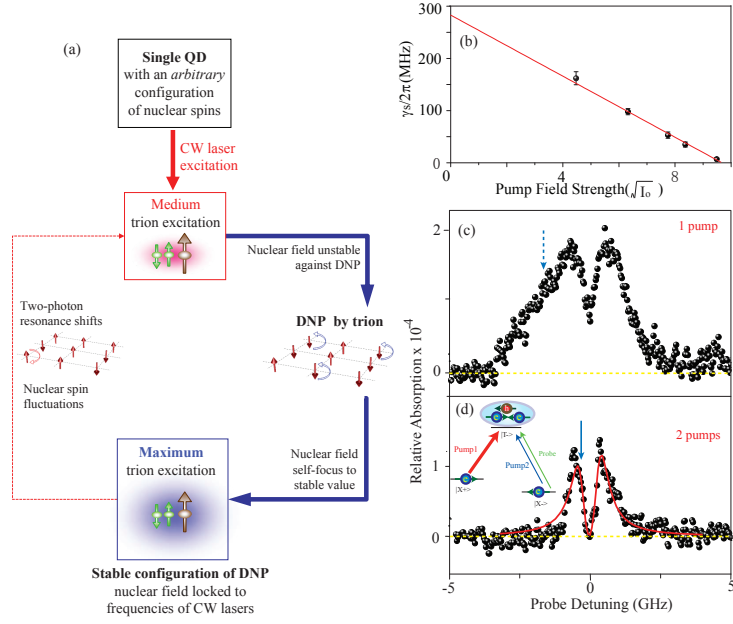 (a)
Single QD
with an arbitrary
configuration
of nuclear spins
CW laser
excitation
Medium
trion excitation
Nuclear field unstable
against DNP
DNP by trion
Two-photon
resonance shifts
Nuclear spin
fluctuations
Nuclear field
self-focus to
stable value
Maximum
trion excitation
Stable configuration of DNP
nuclear field locked to
frequencies of CW lasers
(b)
γs/2π(MHz)
300
200
100
0
0
4
8
Pump Field Strength(√I₀)
(c)
1 pump
2
0
Relative Absorption x 10-4
(d)
2 pumps
1
0
|T->
h
Pump1
Pump2
Probe
e
|X+>
e
|X->
-5
0
5
Probe Detuning (GHz)